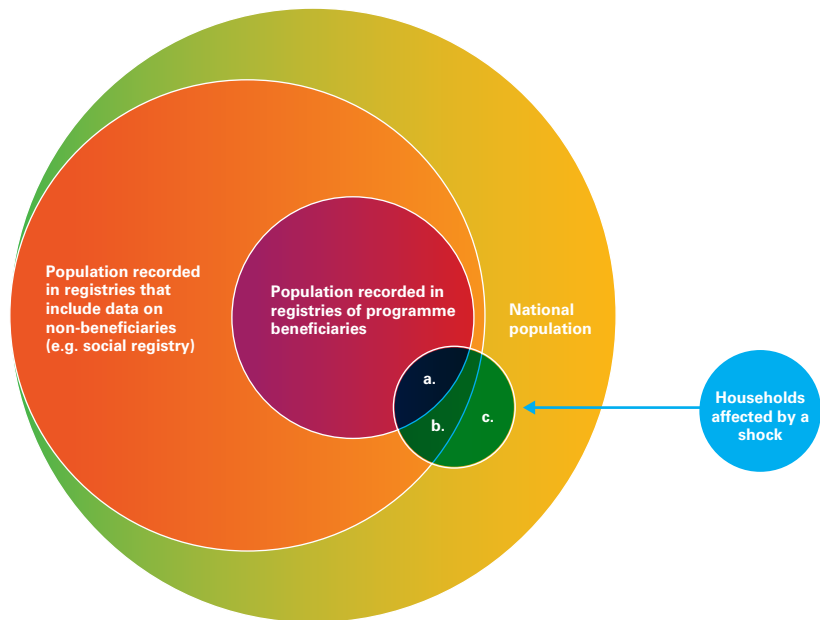 Population recorded
in registries that
include data on
non-beneficiaries
(e.g. social registry)
Population recorded in
registries of programme
beneficiaries
National
population
a.
b.
c.
Households
affected by a
shock